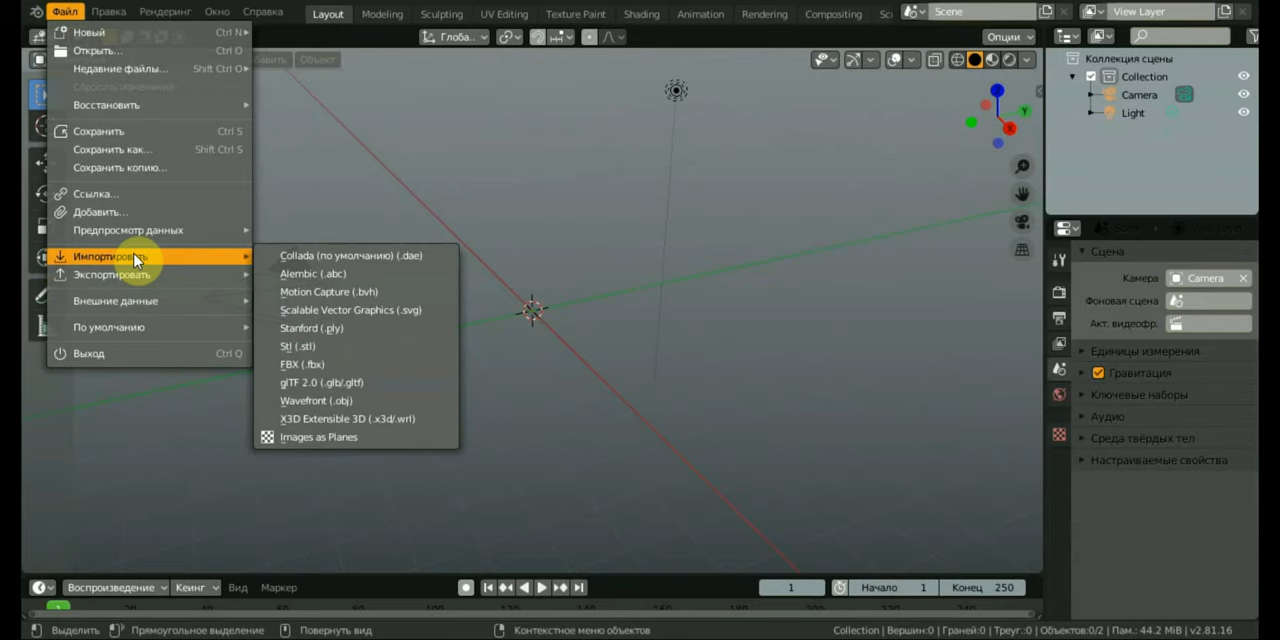 Файл Правка Рендеринг Окно Справка Layout Modeling Sculpting UV Editing Texture Paint Shading Animation Rendering Compositing Scene View Layer
Глоба... Опции
Объект
Новый Ctrl N
Открыть... Ctrl O
Недавние файлы... Shift Ctrl O
Сбросить изменения
Восстановить
Сохранить Ctrl S
Сохранить как... Shift Ctrl S
Сохранить копию...
Ссылка...
Добавить...
Предпросмотр данных
Импортировать
Экспортировать
Внешние данные
По умолчанию
Выход Ctrl Q
Collada (по умолчанию) (.dae)
Alembic (.abc)
Motion Capture (.bvh)
Scalable Vector Graphics (.svg)
Stanford (.ply)
Stl (.stl)
FBX (.fbx)
glTF 2.0 (.glb/.gltf)
Wavefront (.obj)
X3D Extensible 3D (.x3d/.wrl)
Images as Planes
Z
Y
X
Коллекция сцены
Collection
Camera
Light
Сцена
Камера Camera
Фоновая сцена
Акт. видеофр.
Единицы измерения
Гравитация
Ключевые наборы
Аудио
Среда твёрдых тел
Настраиваемые свойства
Воспроизведение Кеинг Вид Маркер 1 Начало 1 Конец 250
1
Выделить Прямоугольное выделение Повернуть вид Контекстное меню объектов Collection | Вершин:0 | Граней:0 | Треуг.:0 | Объектов:0/2 | Пам.: 44.2 MiB | v2.81.16